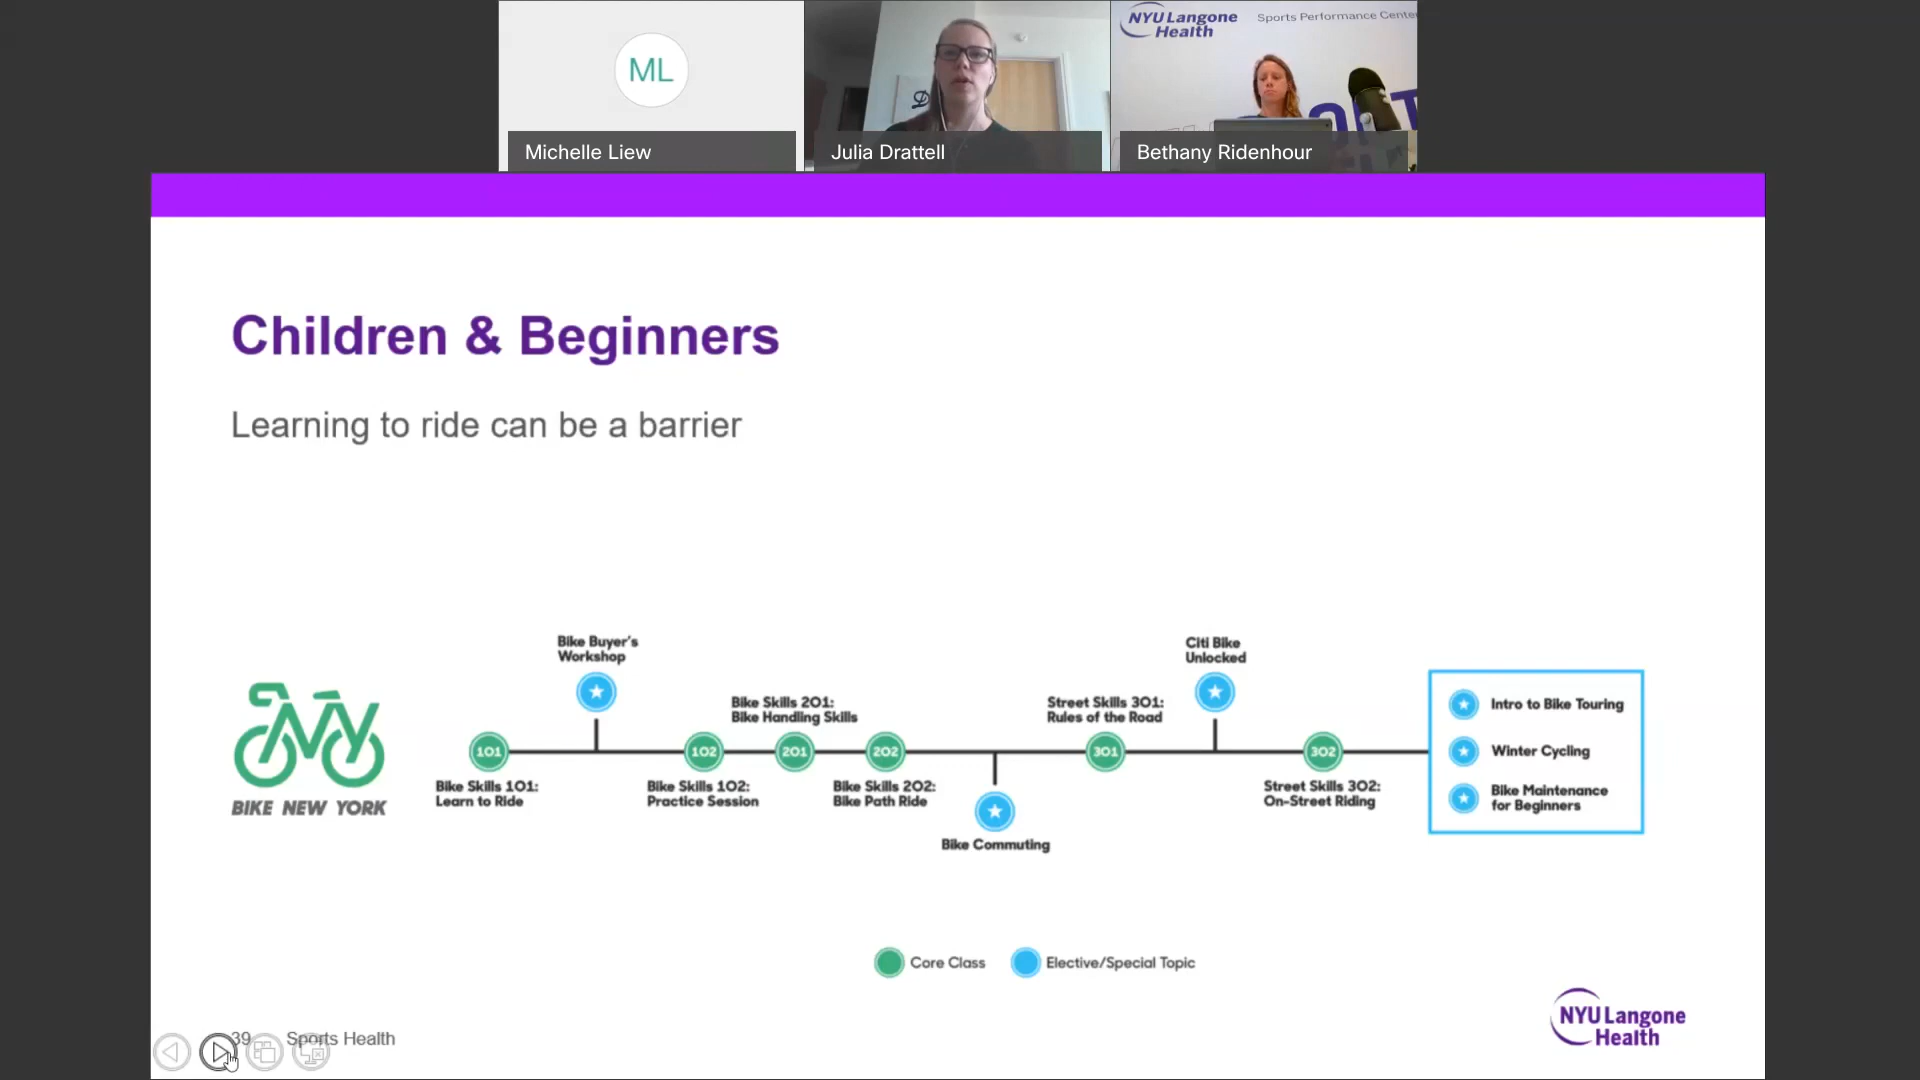 ML
NYU Langone
Health
Sports Performance Center
Michelle Liew
Julia Drattell
Bethany Ridenhour
Children & Beginners
Learning to ride can be a barrier
Bike Buyer's
Workshop
Citi Bike
Unlocked
Bike Skills 201:
Bike Handling Skills
Street Skills 301:
Rules of the Road
101
102
201
202
301
302
Bike Skills 101:
Learn to Ride
Bike Skills 102:
Practice Session
Bike Skills 202:
Bike Path Ride
Street Skills 302:
On-Street Riding
Bike Commuting
Intro to Bike Touring
Winter Cycling
Bike Maintenance
for Beginners
BIKE NEW YORK
Core Class
Elective/Special Topic
39
Sports Health
NYU Langone
Health